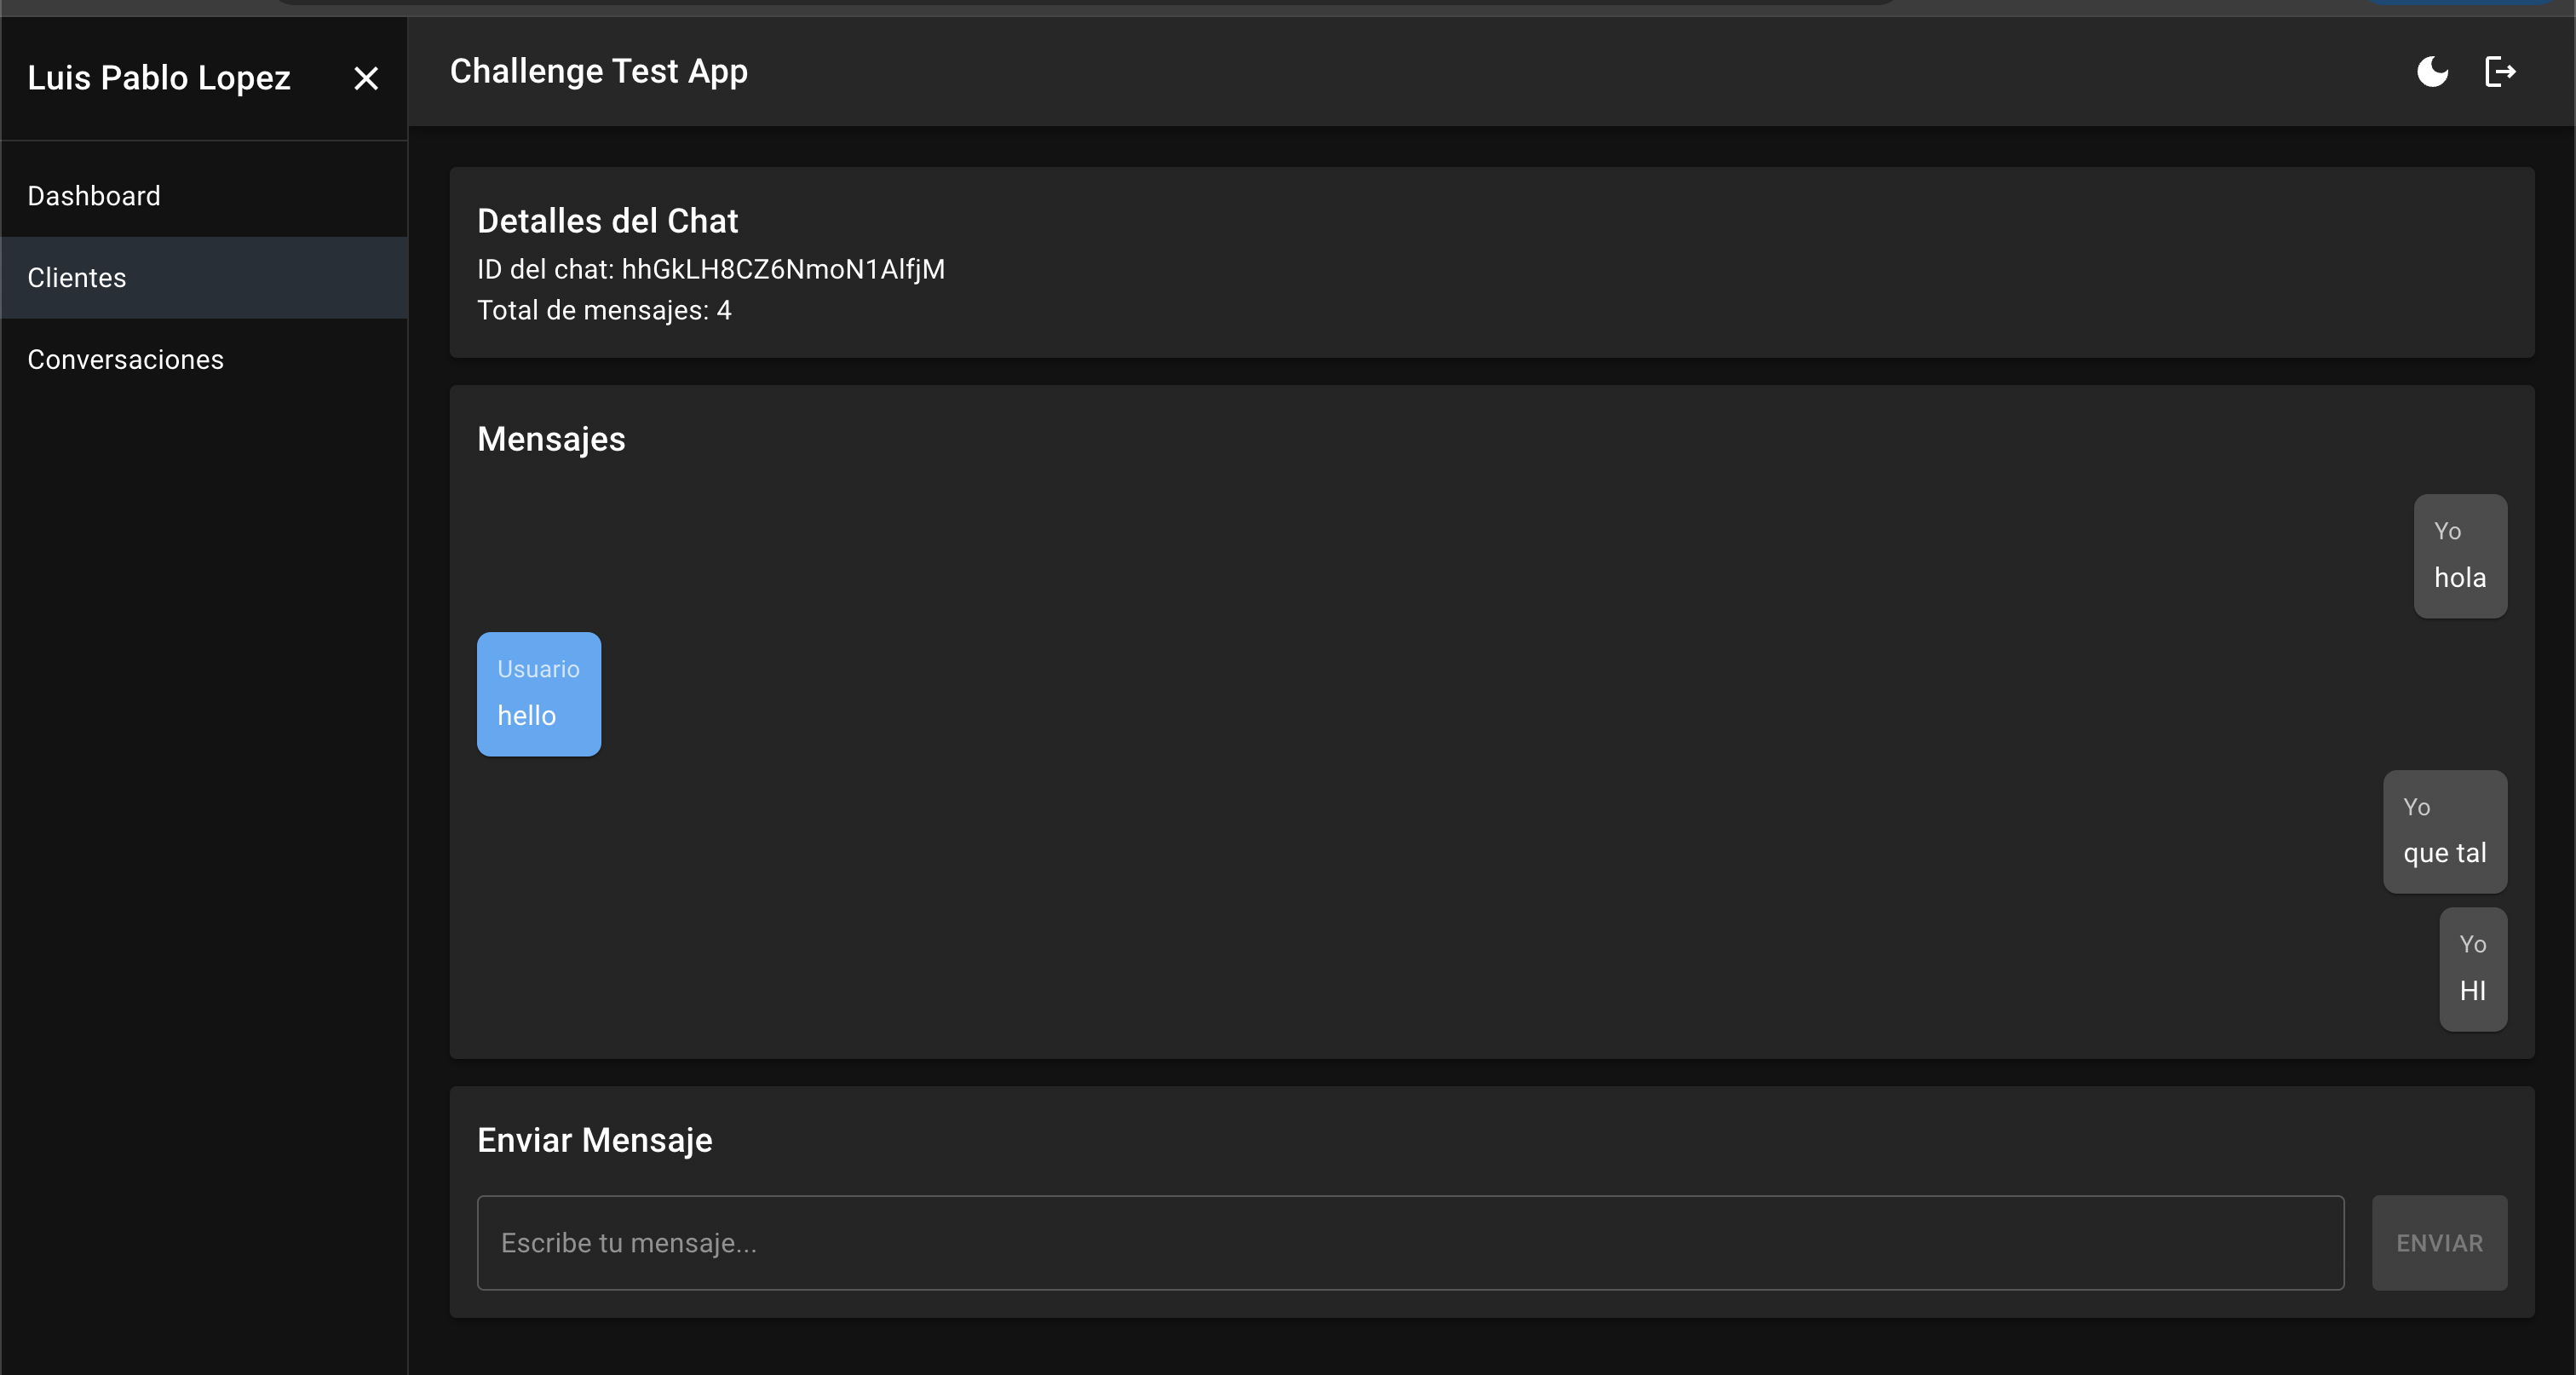 Luis Pablo Lopez
Challenge Test App
Dashboard
Clientes
Conversaciones
Detalles del Chat
ID del chat: hhGkLH8CZ6NmoN1AlfjM
Total de mensajes: 4
Mensajes
Yo
hola
Usuario
hello
Yo
que tal
Yo
HI
Enviar Mensaje
Escribe tu mensaje...
ENVIAR